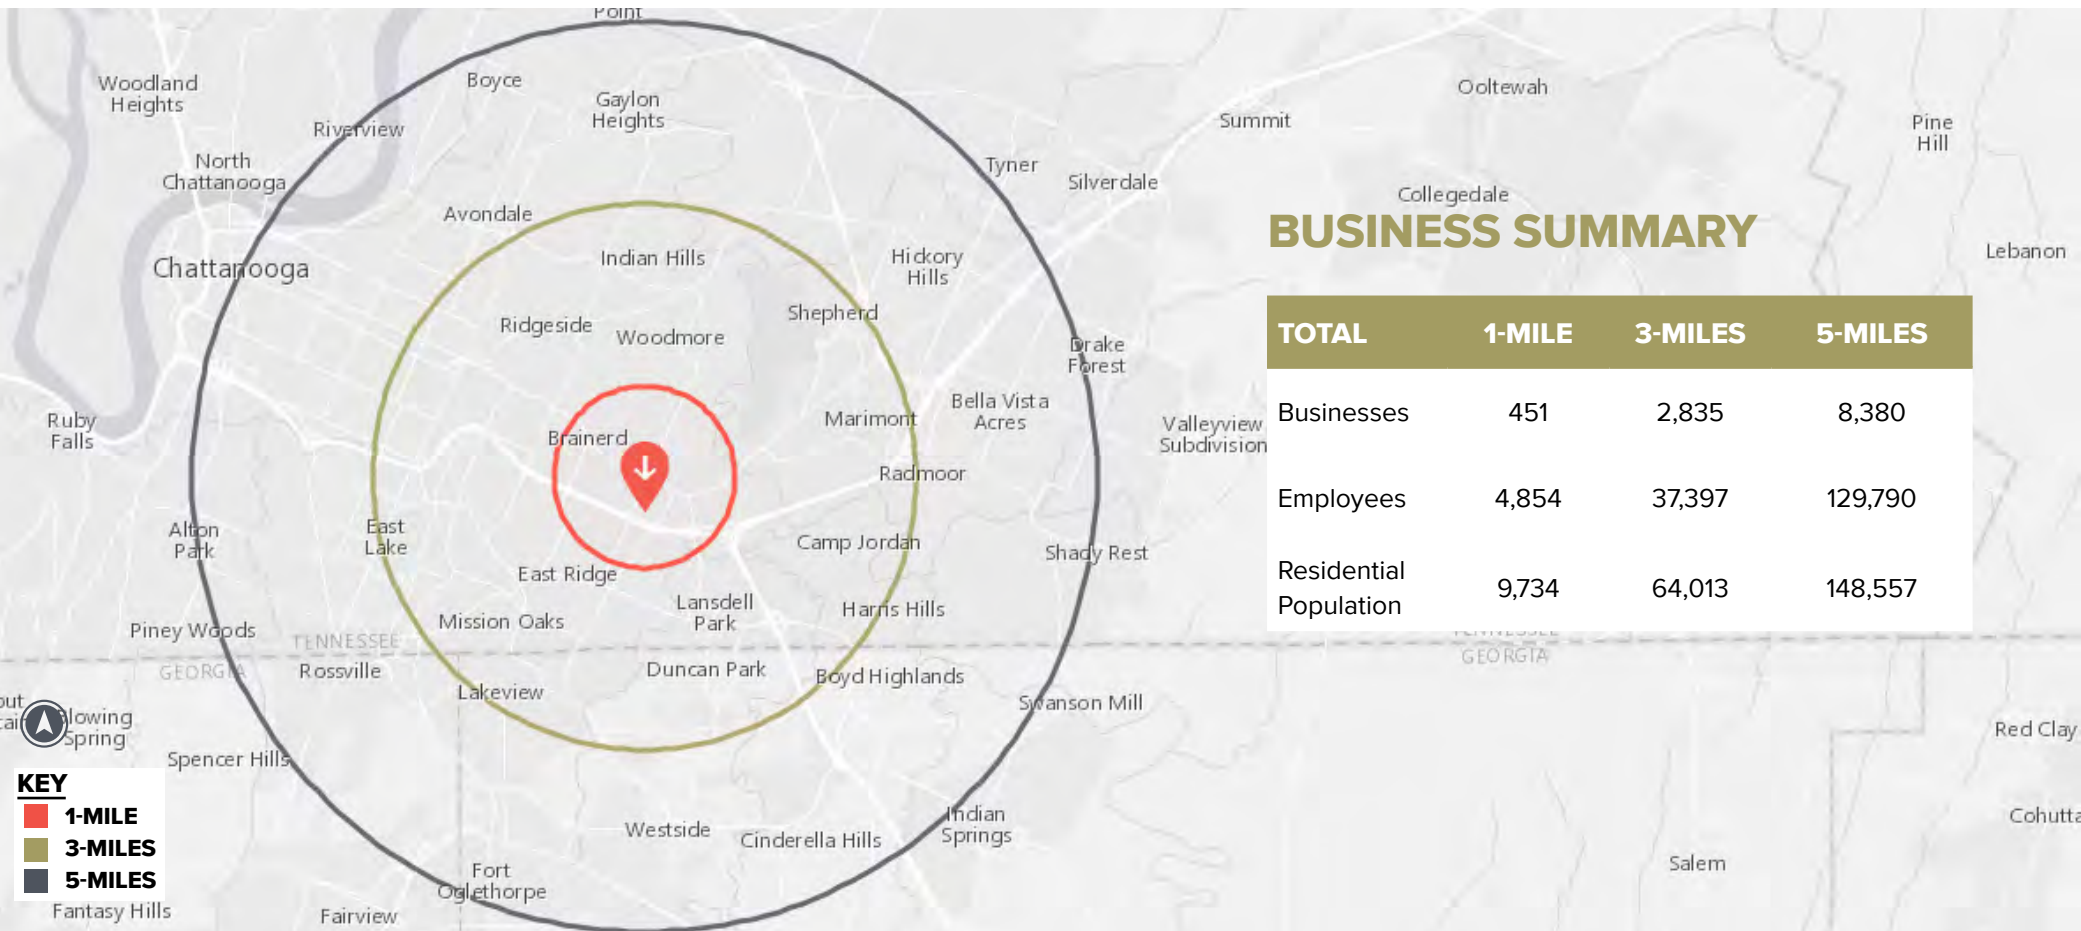 Point
Woodland
Heights
Boyce
Gaylon
Heights
Riverview
North
Chattanooga
Avondale
Chattanooga
Indian Hills
Hickory
Hills
Tyner
Silverdale
Summit
Ooltewah
Pine
Hill
Collegedale
Lebanon
Ridgeside
Woodmore
Shepherd
Drake
Forest
Ruby
Falls
Brainerd
Marimont
Bella Vista
Acres
Valleyview
Subdivision
Radmoor
Alton
Park
East
Lake
Camp Jordan
Shady Rest
East Ridge
Lansdell
Park
Harris Hills
Mission Oaks
Piney Woods
TENNESSEE
GEORGIA
Rossville
Duncan Park
Boyd Highlands
Lakeview
Swanson Mill
Blowing
Spring
Spencer Hills
Westside
Cinderella Hills
Indian
Springs
Fort
Oglethorpe
Fantasy Hills
Fairview
TENNESSEE
GEORGIA
Red Clay
Cohutta
Salem
BUSINESS SUMMARY
TOTAL 1-MILE 3-MILES 5-MILES
Businesses 451 2,835 8,380
Employees 4,854 37,397 129,790
Residential
Population 9,734 64,013 148,557
KEY
1-MILE
3-MILES
5-MILES